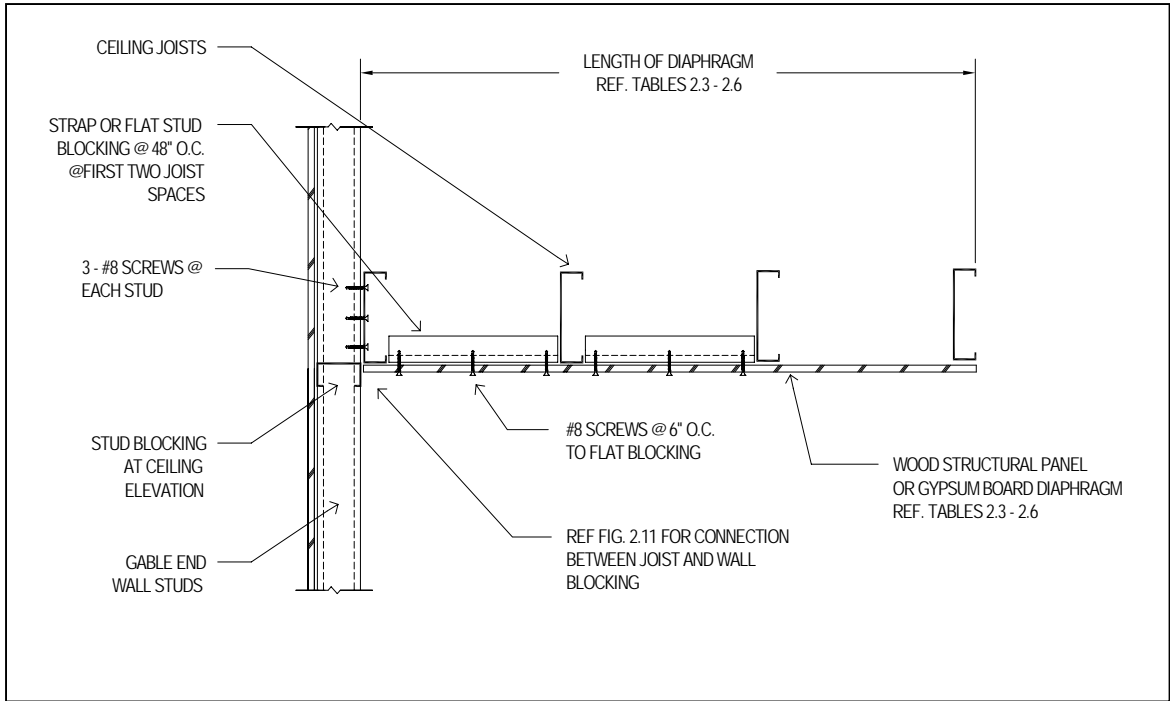 CEILING JOISTS
LENGTH OF DIAPHRAGM
REF. TABLES 2.3 - 2.6
STRAP OR FLAT STUD
BLOCKING @ 48" O.C.
@FIRST TWO JOIST
SPACES
3 - #8 SCREWS @
EACH STUD
STUD BLOCKING
AT CEILING
ELEVATION
#8 SCREWS @ 6" O.C.
TO FLAT BLOCKING
WOOD STRUCTURAL PANEL
OR GYPSUM BOARD DIAPHRAGM
REF. TABLES 2.3 - 2.6
GABLE END
WALL STUDS
REF FIG. 2.11 FOR CONNECTION
BETWEEN JOIST AND WALL
BLOCKING